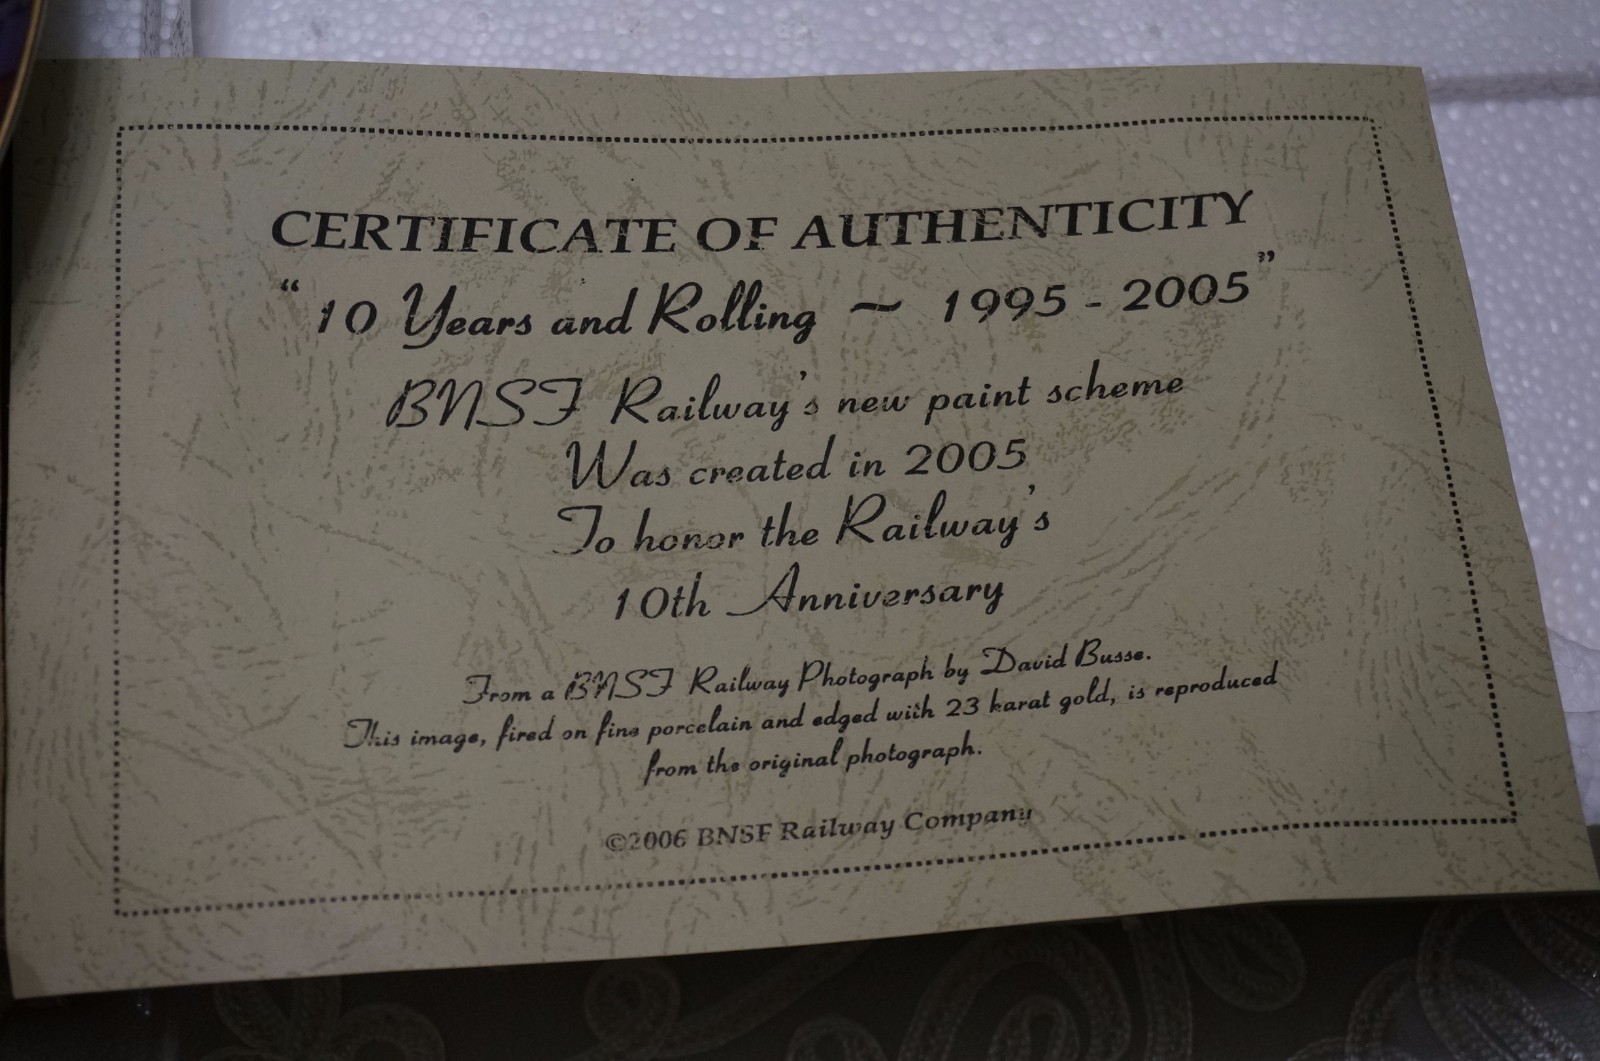 CERTIFICATE OF AUTHENTICITY
“10 Years and Rolling ~ 1995 - 2005”
BNSF Railway's new paint scheme
Was created in 2005
To honor the Railway's
10th Anniversary
From a BNSF Railway Photograph by David Busse.
This image, fired on fine porcelain and edged with 23 karat gold, is reproduced
from the original photograph.
©2006 BNSF Railway Company